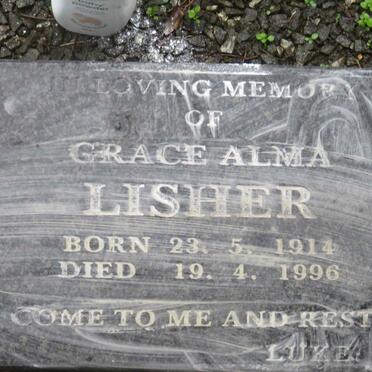 IN LOVING MEMORY
OF
GRACE ALMA
LISHER
BORN 23. 5. 1914
DIED 19. 4. 1996
COME TO ME AND REST
LUKE